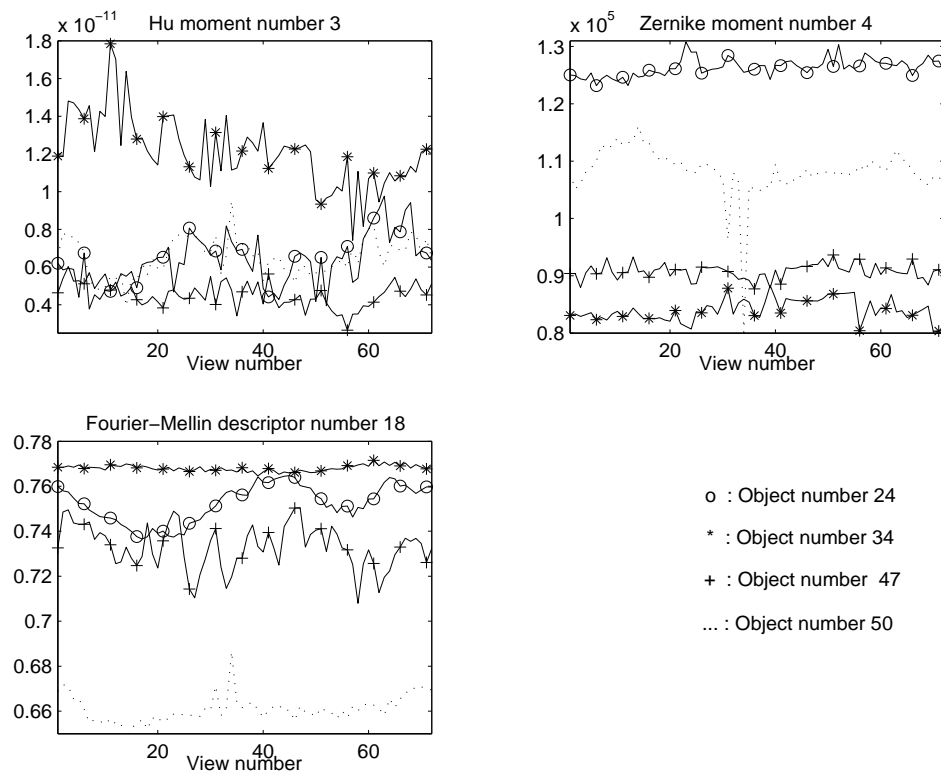 x 10−11
Hu moment number 3
1.8
1.6
1.4
1.2
1
0.8
0.6
0.4
20
40
60
View number
x 105
Zernike moment number 4
1.31
1.21
1.1
1
0.9
0.8
20
40
60
View number
Fourier−Mellin descriptor number 18
0.78
0.76
0.74
0.72
0.7
0.68
0.66
20
40
60
View number
o : Object number 24
* : Object number 34
+ : Object number 47
... : Object number 50